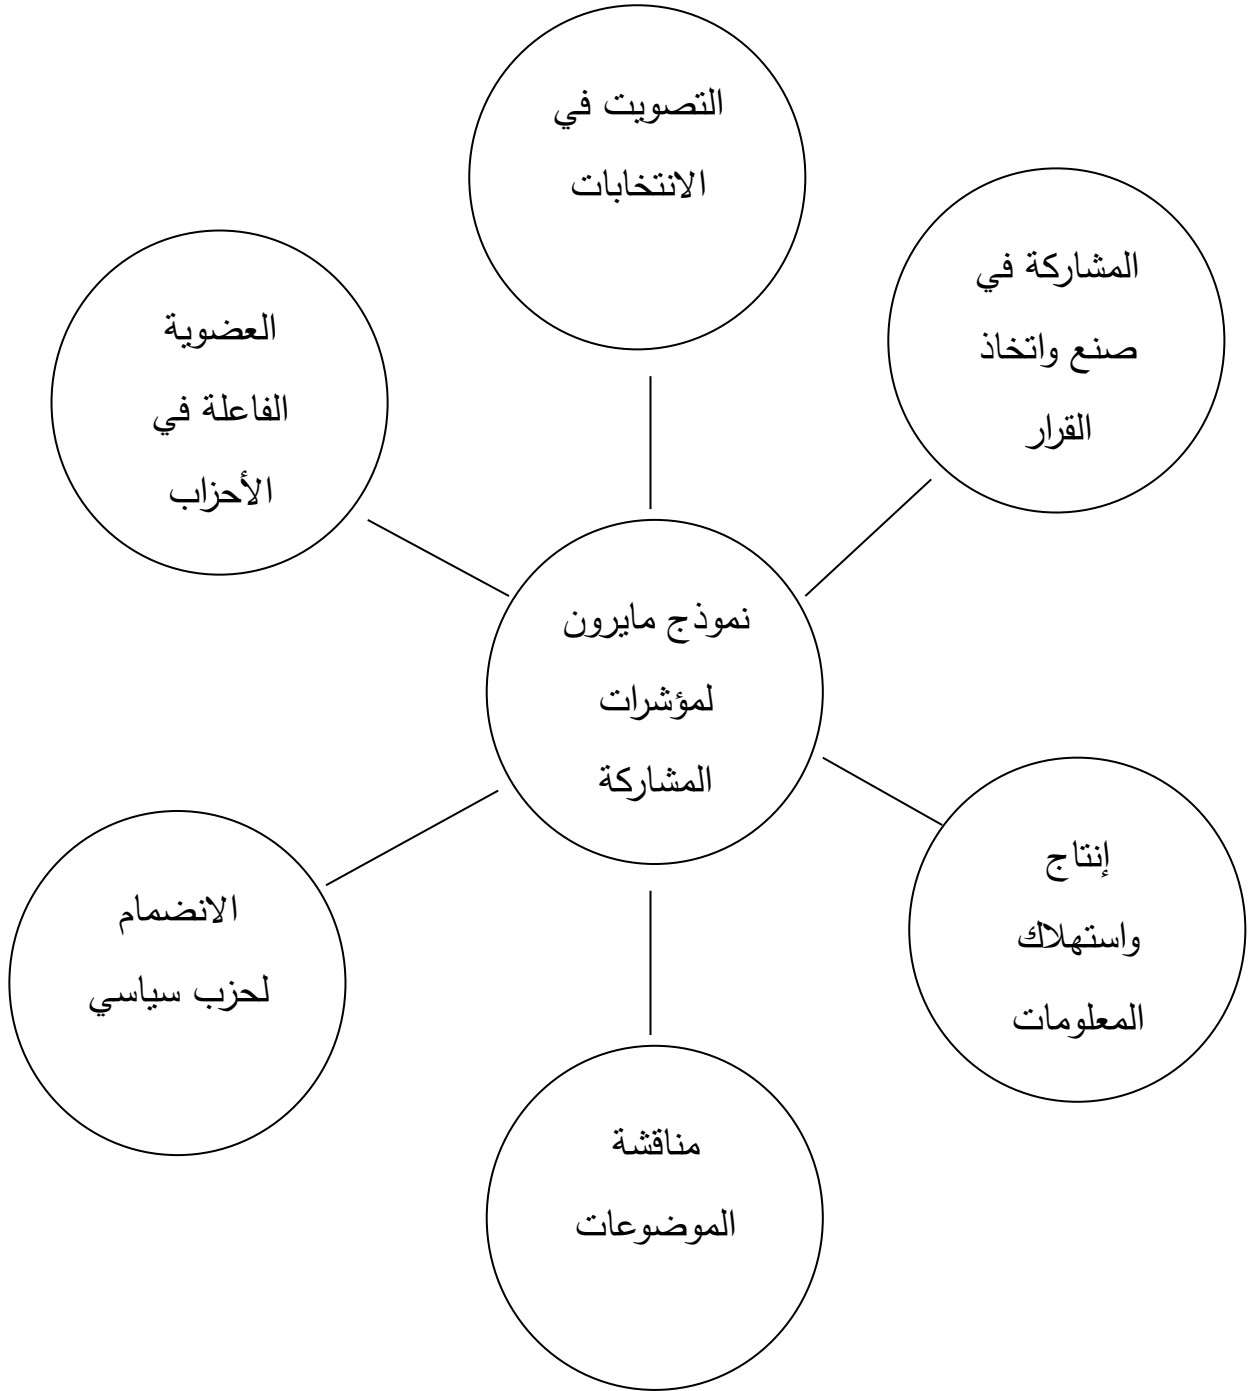 التصويت في
الانتخابات
المشاركة في
صنع واتخاذ
القرار
العضوية
الفاعلة في
الأحزاب
نموذج مايرون
لمؤشرات
المشاركة
إنتاج
واستهلاك
المعلومات
الانضمام
لحزب سياسي
مناقشة
الموضوعات